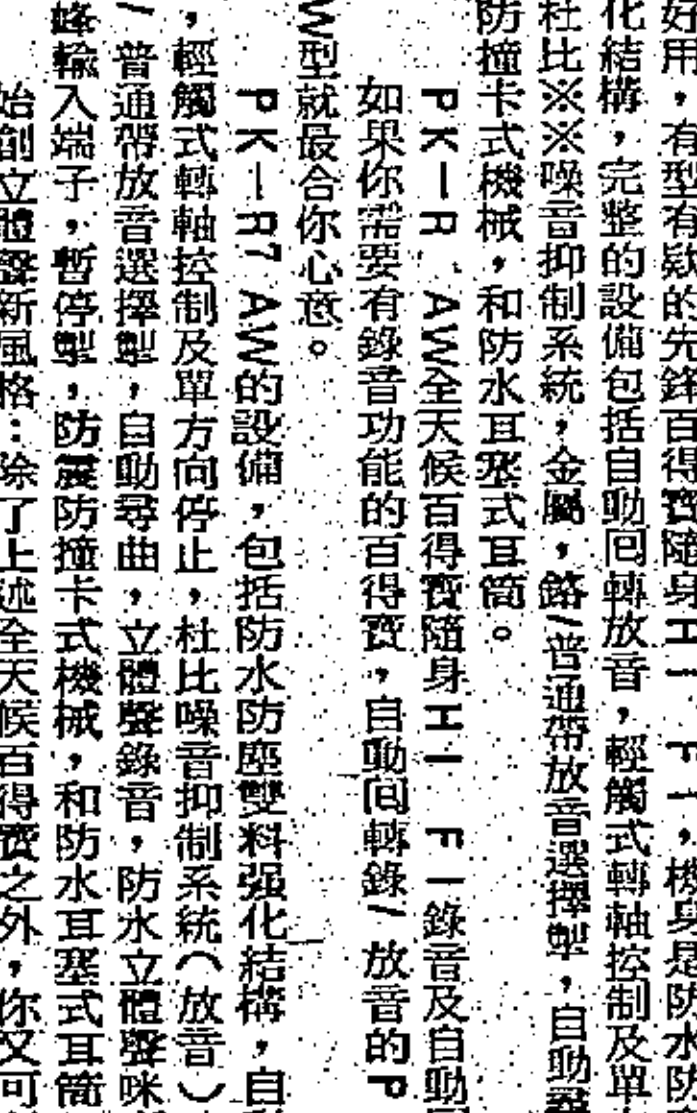 好用，有型有欵的先鋒百得寶隨身HI－FI，機身是防水防
化結構，完整的設備包括自動回轉放音，輕觸式轉軸控制及單
杜比※※噪音抑制系統，金屬，鉻／普通帶放音選擇掣，自動尋
防撞卡式機械，和防水耳塞式耳筒。
PK－R AW全天候百得寶隨身HI－FI錄音及自動
如果你需要有錄音功能的百得寶，自動回轉錄／放音的P
W型就最合你心意。
PK－R7AW的設備，包括防水防塵雙料强化結構，自
，輕觸式轉軸控制及單方向停止，杜比噪音抑制系統（放音）
／普通帶放音選擇掣，自動尋曲，立體聲錄音，防水立體聲咪
蜂輸入端子，暫停掣，防震防撞卡式機械，和防水耳塞式耳筒
始創立體聲新風格：除了上述全天候百得寶之外，你又可